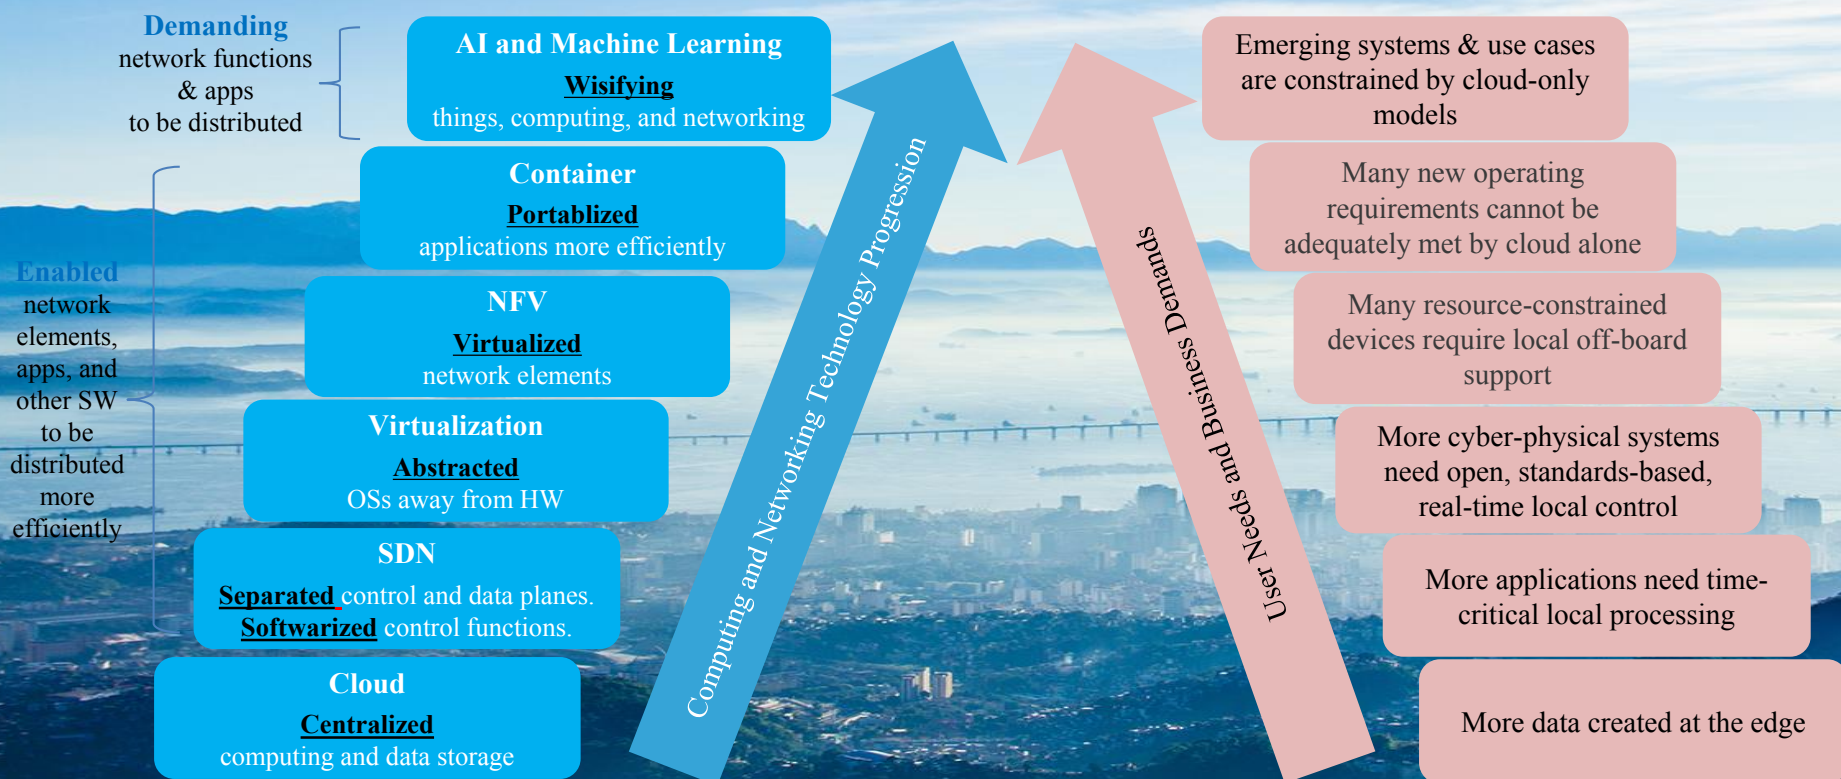 Demanding
network functions
& apps
to be distributed
Enabled
network
elements,
apps, and
other SW
to be
distributed
more
efficiently
AI and Machine Learning
Wisifying
things, computing, and networking
Container
Portablized
applications more efficiently
NFV
Virtualized
network elements
Virtualization
Abstracted
OSs away from HW
SDN
Separated control and data planes.
Softwarized control functions.
Cloud
Centralized
computing and data storage
Computing and Networking Technology Progression
User Needs and Business Demands
Emerging systems & use cases
are constrained by cloud-only
models
Many new operating
requirements cannot be
adequately met by cloud alone
Many resource-constrained
devices require local off-board
support
More cyber-physical systems
need open, standards-based,
real-time local control
More applications need time-
critical local processing
More data created at the edge